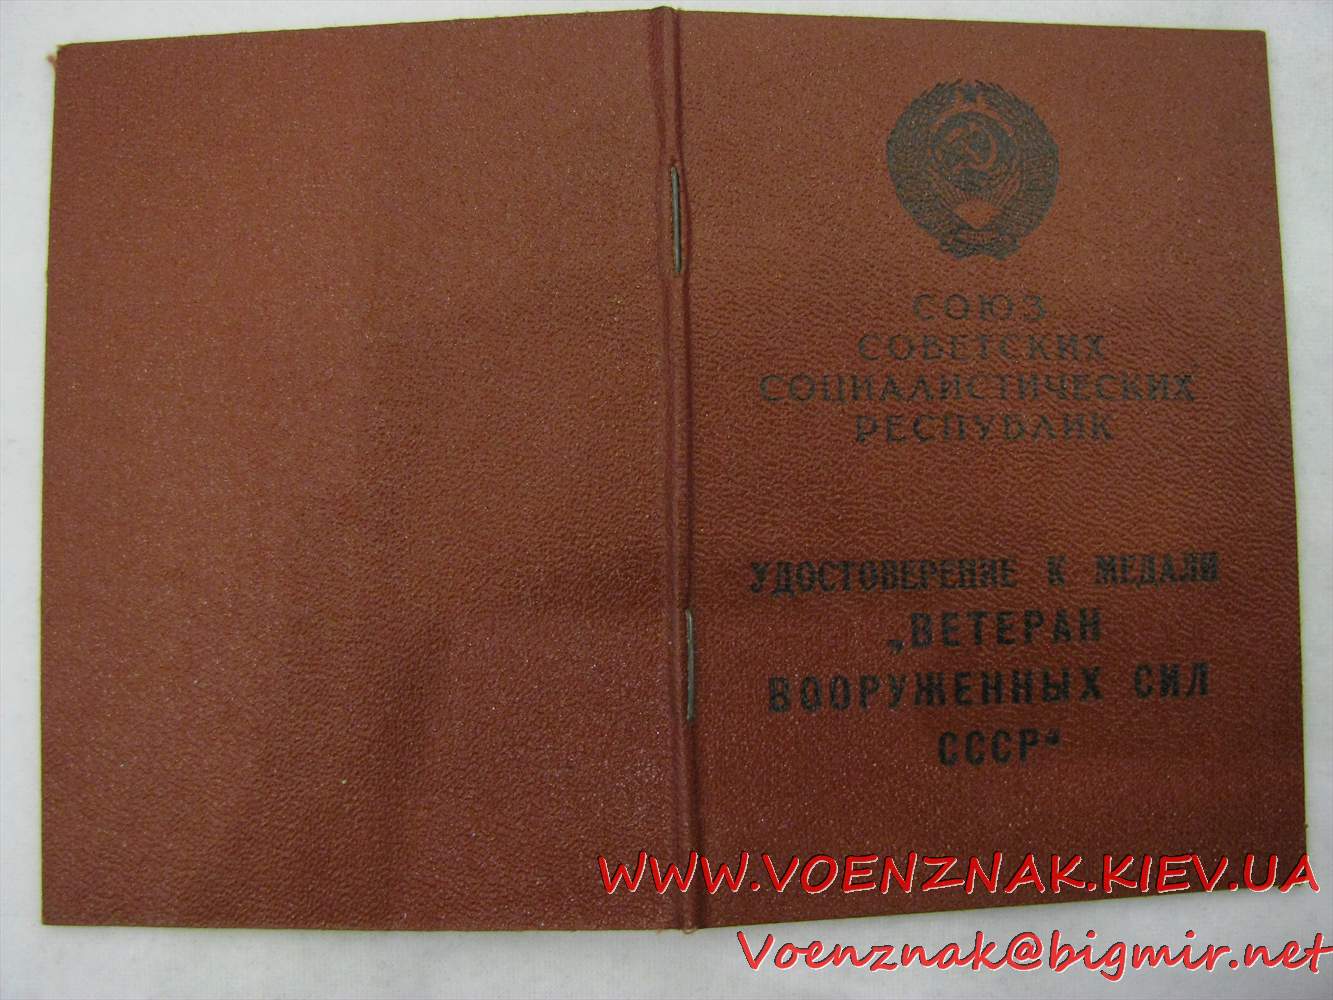 СОЮЗ
СОВЕТСКИХ
СОЦИАЛИСТИЧЕСКИХ
РЕСПУБЛИК
УДОСТОВЕРЕНИЕ К МЕДАЛИ
„ВЕТЕРАН
ВООРУЖЕННЫХ СИЛ
СССР“
WWW.VOENZNAK.KIEV.UA
Voenznak@bigmir.net